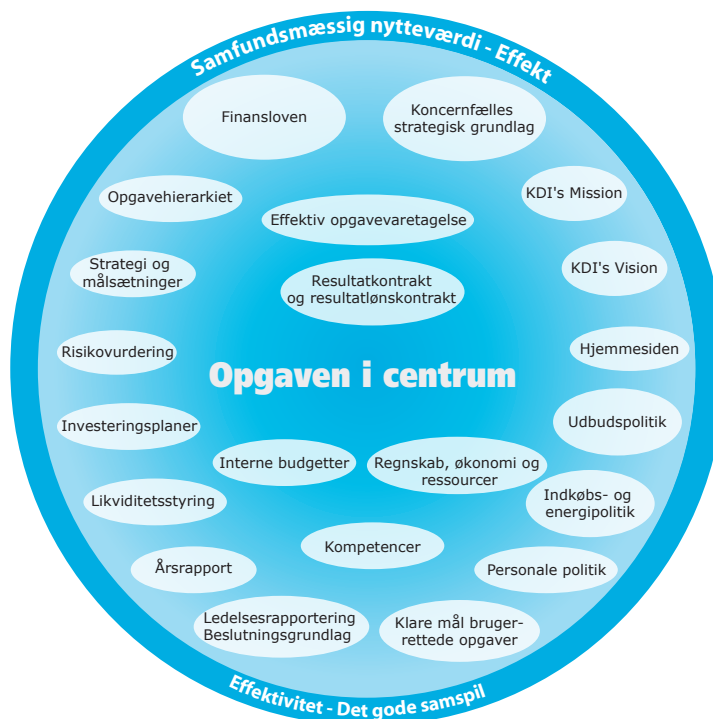 Samfundsmæssig nytteværdi - Effekt
Finansloven
Koncernfælles
strategisk grundlag
Opgavehierarkiet
KDI's Mission
Effektiv opgavevaretagelse
Strategi og
målsætninger
KDI's Vision
Resultatkontrakt
og resultatlønskontrakt
Risikovurdering
Hjemmesiden
Opgaven i centrum
Investeringsplaner
Udbudspolitik
Interne budgetter
Regnskab, økonomi og
ressourcer
Likviditetsstyring
Indkøbs- og
energipolitik
Kompetencer
Årsrapport
Personale politik
Ledelsesrapportering
Beslutningsgrundlag
Klare mål bruger-
rettede opgaver
Effektivitet - Det gode samspil